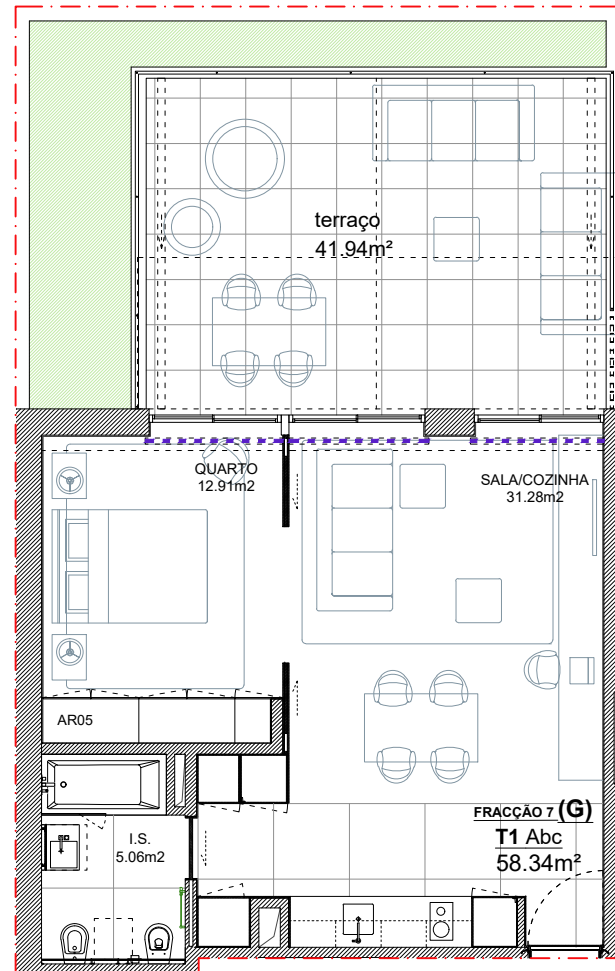 terraço
41.94m²
QUARTO
12.91m2
SALA/COZINHA
31.28m2
AR05
I.S.
5.06m2
FRACÇÃO 7 (G)
T1 Abc
58.34m²